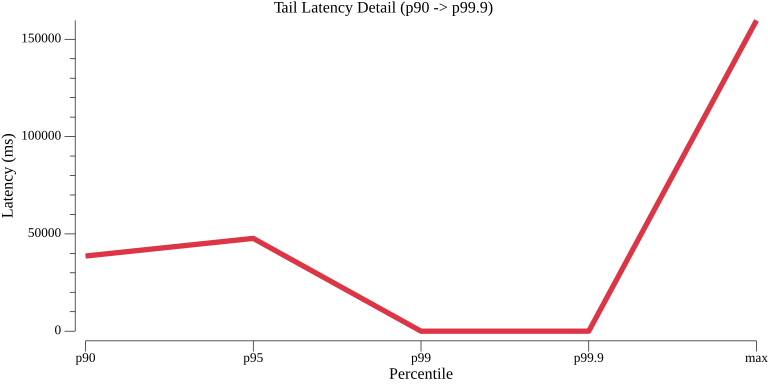 Tail Latency Detail (p90 -> p99.9)
150000
100000
50000
0
Latency (ms)
p90 p95 p99 p99.9 max
Percentile